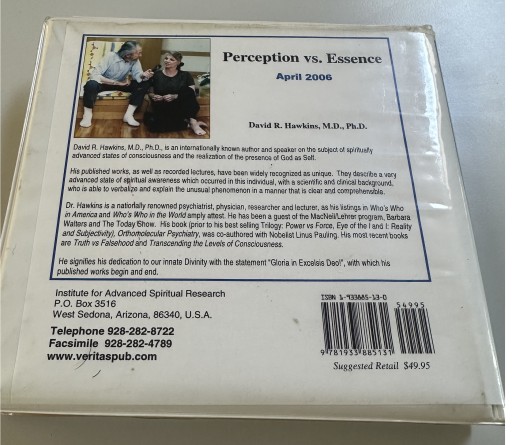 Perception vs. Essence
April 2006
David R. Hawkins, M.D., Ph.D.
David R. Hawkins, M.D., Ph.D., is an internationally known author and speaker on the subject of spiritually
advanced states of consciousness and the realization of the presence of God as Self.
His published works, as well as recorded lectures, have been widely recognized as unique. They describe a very
advanced state of spiritual awareness which occurred in this individual, with a scientific and clinical background,
who is able to verbalize and explain the unusual phenomenon in a manner that is clear and comprehensible.
Dr. Hawkins is a nationally renowned psychiatrist, physician, researcher and lecturer, as his listings in Who's Who
in America and Who's Who in the World amply attest. He has been a guest of the MacNeil/Lehrer program, Barbara
Walters and The Today Show. His book (prior to his best selling Trilogy: Power vs Force, Eye of the I and I: Reality
and Subjectivity), Orthomolecular Psychiatry, was co-authored with Nobelist Linus Pauling. His most recent books
are Truth vs Falsehood and Transcending the Levels of Consciousness.
He signifies his dedication to our innate Divinity with the statement "Gloria in Excelsis Deo!", with which his
published works begin and end.
Institute for Advanced Spiritual Research
P.O. Box 3516
West Sedona, Arizona, 86340, U.S.A.
Telephone 928-282-8722
Facsimile 928-282-4789
www.veritaspub.com
ISBN 1-933885-13-0
54995
9 781933 885131
Suggested Retail $49.95